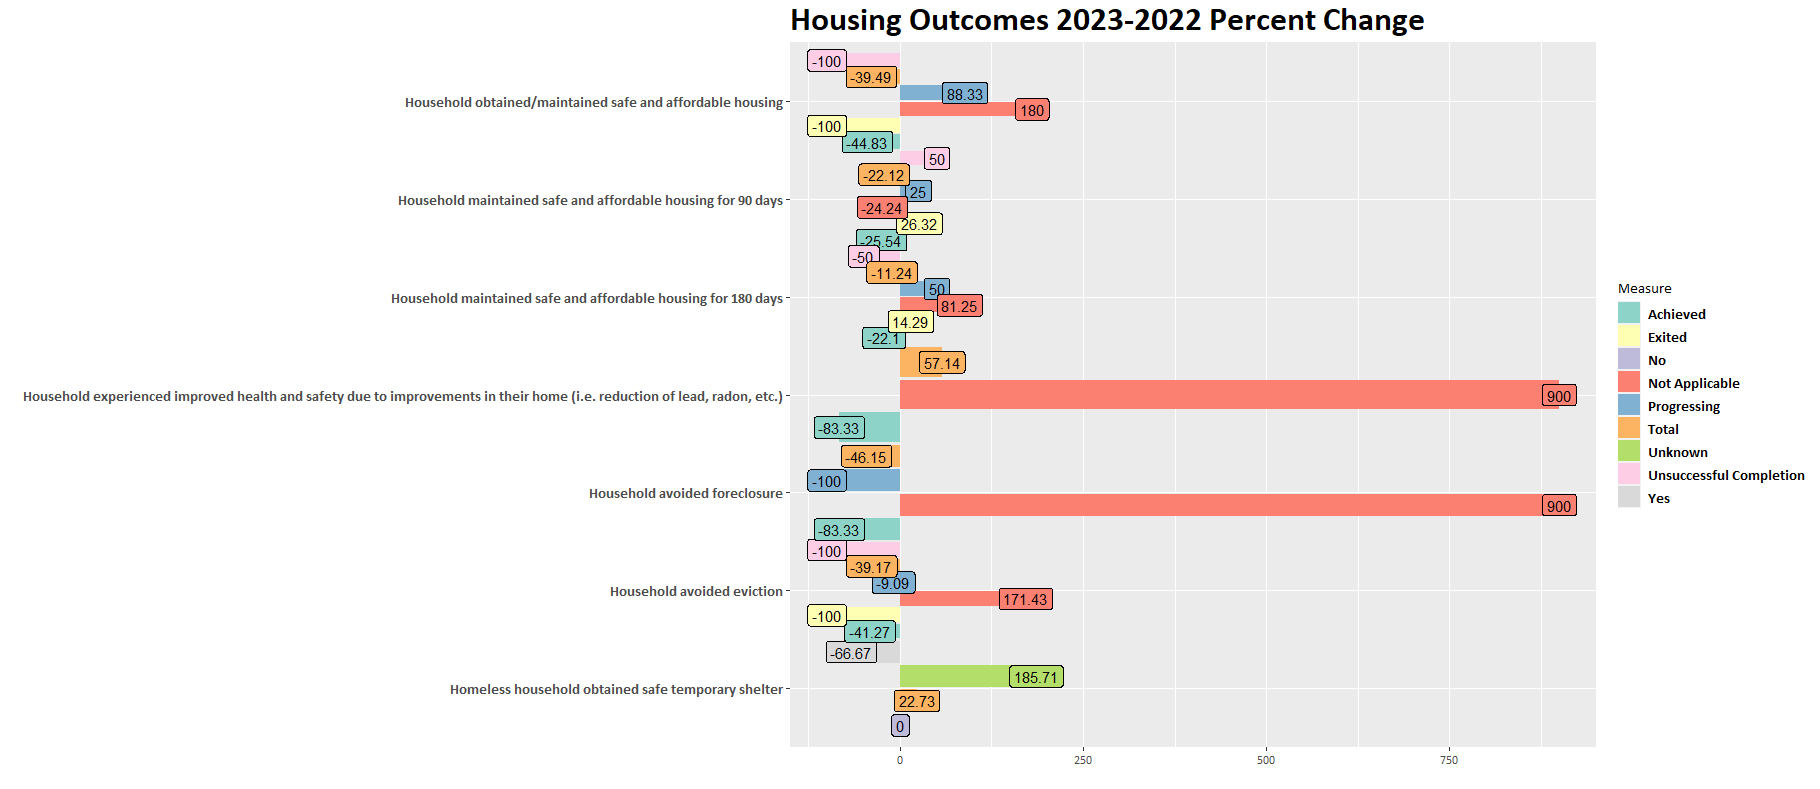 Housing Outcomes 2023-2022 Percent Change
-100
-39.49
88.33
Household obtained/maintained safe and affordable housing
180
-100
-44.83
50
-22.12
25
Household maintained safe and affordable housing for 90 days
-24.24
26.32
-25.54
-50
-11.24
50
Household maintained safe and affordable housing for 180 days
81.25
14.29
-22.1
57.14
Household experienced improved health and safety due to improvements in their home (i.e. reduction of lead, radon, etc.)
900
-83.33
-46.15
-100
Household avoided foreclosure
900
-83.33
-100
-39.17
-9.09
Household avoided eviction
171.43
-100
-41.27
-66.67
185.71
Homeless household obtained safe temporary shelter
22.73
0
0 250 500 750
Measure
Achieved
Exited
No
Not Applicable
Progressing
Total
Unknown
Unsuccessful Completion
Yes